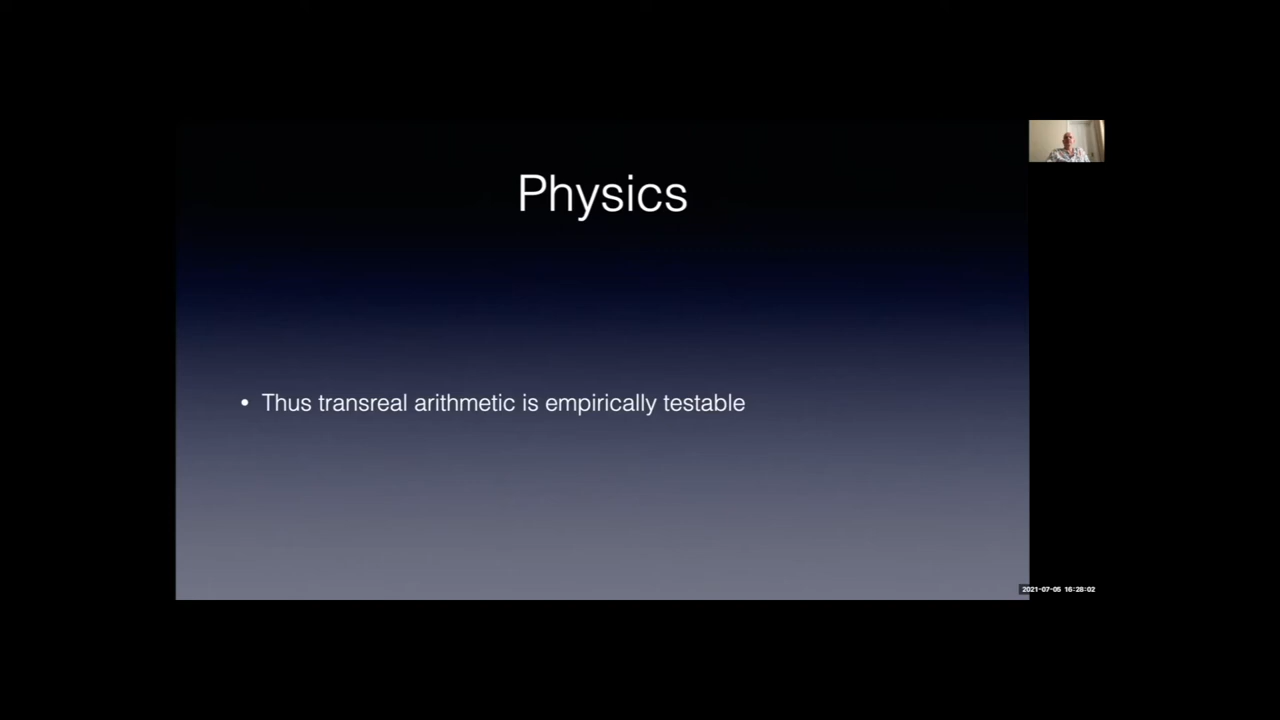 Physics
• Thus transreal arithmetic is empirically testable
2021-07-05 16:28:02